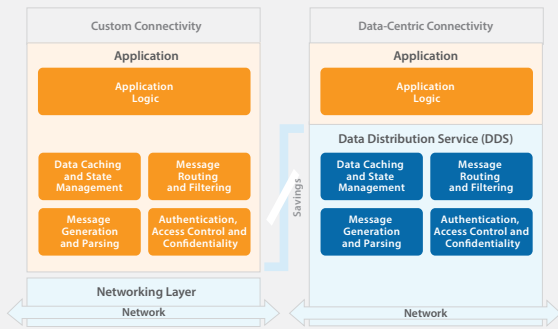 Custom Connectivity
Application
Application
Logic
Data Caching
and State
Management
Message
Routing
and Filtering
Message
Generation
and Parsing
Authentication,
Access Control and
Confidentiality
Networking Layer
Network
Savings
Data-Centric Connectivity
Application
Application
Logic
Data Distribution Service (DDS)
Data Caching
and State
Management
Message
Routing
and Filtering
Message
Generation
and Parsing
Authentication,
Access Control and
Confidentiality
Network